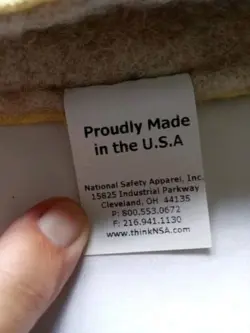 Proudly Made
in the U.S.A
National Safety Apparel, Inc.
15825 Industrial Parkway
Cleveland, OH 44135
P: 800.553.0672
F: 216.941.1130
www.thinkNSA.com